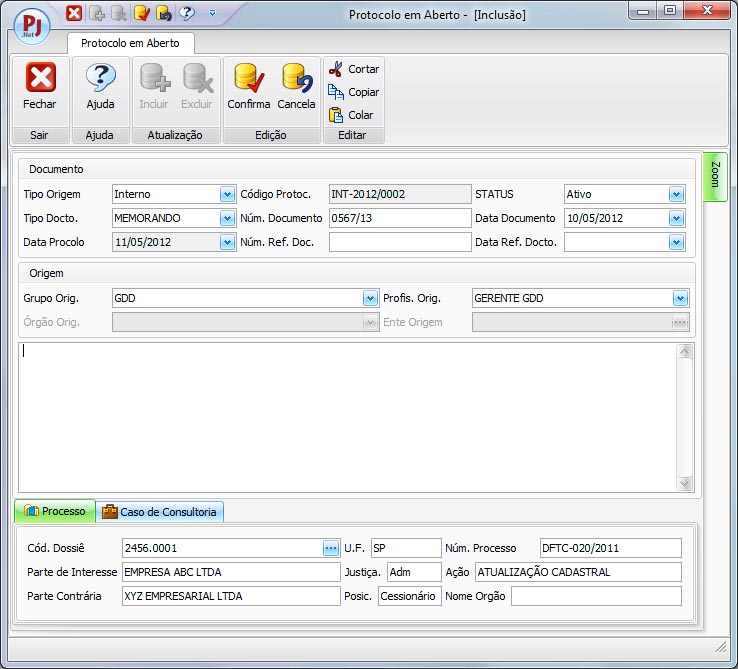 Protocolo em Aberto - [Inclusão]
PJ
.Net
Protocolo em Aberto
Fechar Ajuda Incluir Excluir Confirma Cancela Cortar
Copiar
Colar
Sair Ajuda Atualização Edição Editar
Zoom
Documento
Tipo Origem Interno Código Protoc. INT-2012/0002 STATUS Ativo
Tipo Docto. MEMORANDO Núm. Documento 0567/13 Data Documento 10/05/2012
Data Procolo 11/05/2012 Núm. Ref. Doc. Data Ref. Docto.
Origem
Grupo Orig. GDD Profis. Orig. GERENTE GDD
Órgão Orig. Ente Origem
Processo Caso de Consultoria
Cód. Dossiê 2456.0001 U.F. SP Núm. Processo DFTC-020/2011
Parte de Interesse EMPRESA ABC LTDA Justiça. Adm Ação ATUALIZAÇÃO CADASTRAL
Parte Contrária XYZ EMPRESARIAL LTDA Posic. Cessionário Nome Orgão